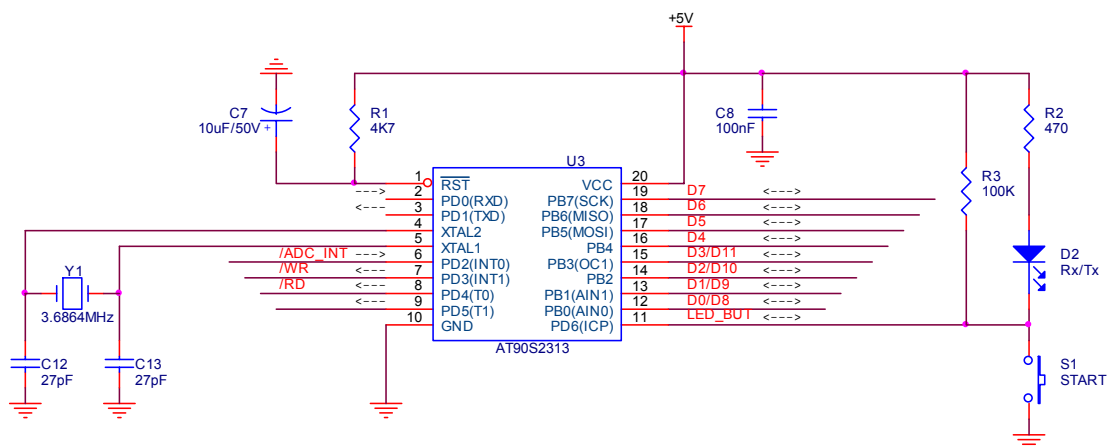 +5V
C7
10uF/50V +
R1
4K7
C8
100nF
R2
470
R3
100K
D2
Rx/Tx
S1
START
U3
1 RST VCC 20
2 PD0(RXD) PB7(SCK) 19 D7 <--->
3 PD1(TXD) PB6(MISO) 18 D6 <--->
4 XTAL2 PB5(MOSI) 17 D5 <--->
5 XTAL1 PB4 16 D4 <--->
/ADC_INT ---> 6 PD2(INT0) PB3(OC1) 15 D3/D11 <--->
/WR <--- 7 PD3(INT1) PB2 14 D2/D10 <--->
/RD <--- 8 PD4(T0) PB1(AIN1) 13 D1/D9 <--->
<--- 9 PD5(T1) PB0(AIN0) 12 D0/D8 <--->
10 GND PD6(ICP) 11 LED_BUT <--->
--->
<---
AT90S2313
Y1
3.6864MHz
C12
27pF
C13
27pF